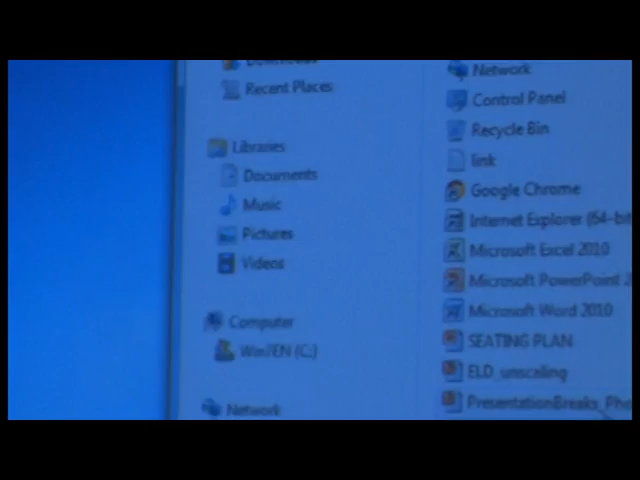 Downloads
Recent Places
Libraries
Documents
Music
Pictures
Videos
Computer
Win7EN (C:)
Network
Network
Control Panel
Recycle Bin
link
Google Chrome
Internet Explorer (64-bit
Microsoft Excel 2010
Microsoft PowerPoint 2
Microsoft Word 2010
SEATING PLAN
ELD_unscaling
PresentationBreaks_Pho